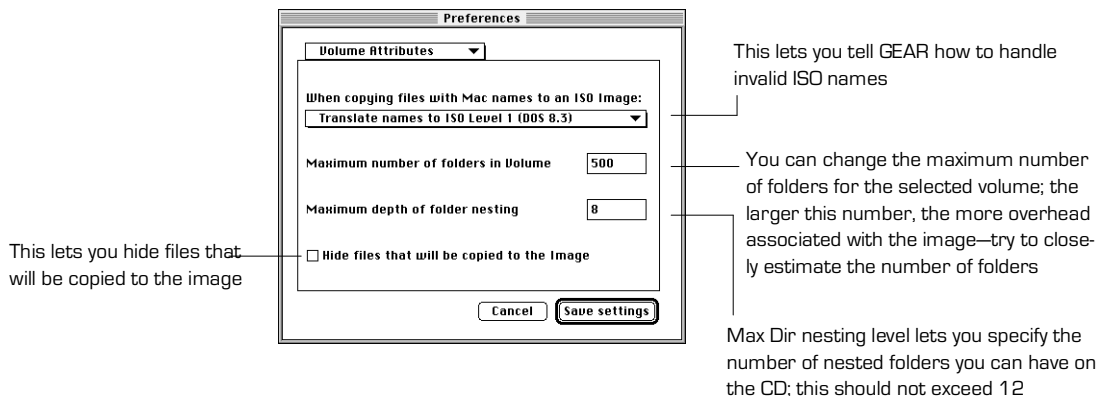 Preferences
Volume Attributes
When copying files with Mac names to an ISO Image:
Translate names to ISO Level 1 (DOS 8.3)
Maximum number of folders in Volume
500
Maximum depth of folder nesting
8
Hide files that will be copied to the Image
Cancel
Save settings
This lets you hide files that
will be copied to the image
This lets you tell GEAR how to handle
invalid ISO names
You can change the maximum number
of folders for the selected volume; the
larger this number, the more overhead
associated with the image—try to close-
ly estimate the number of folders
Max Dir nesting level lets you specify the
number of nested folders you can have on
the CD; this should not exceed 12